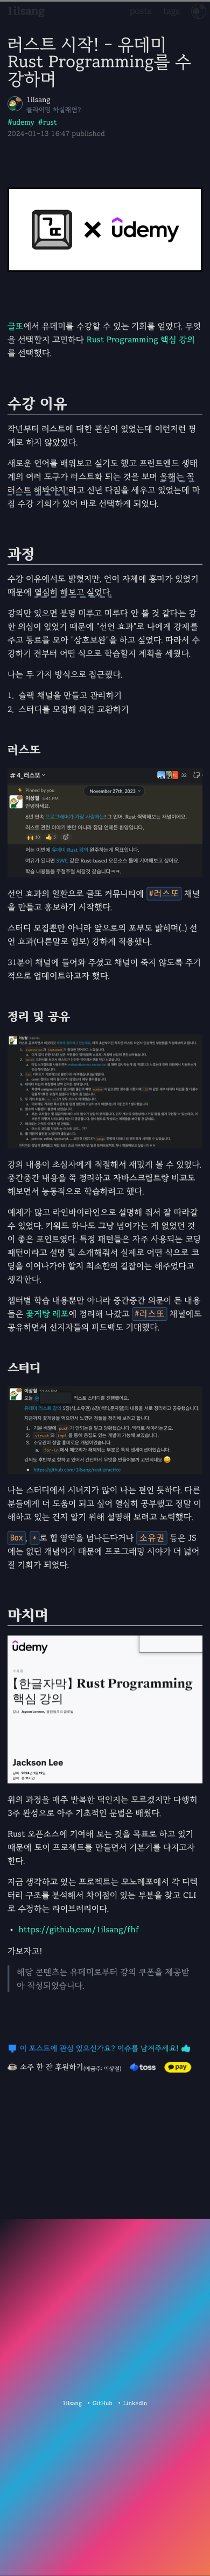 1ilsang
posts tags
러스트 시작! - 유데미
Rust Programming를 수
강하며
1ilsang
클라이밍 하실래염?
#udemy #rust
2024-01-13 16:47 published
글또 × udemy
글또에서 유데미를 수강할 수 있는 기회를 얻었다. 무엇
을 선택할지 고민하다 Rust Programming 핵심 강의
를 선택했다.
수강 이유
작년부터 러스트에 대한 관심이 있었는데 이런저런 핑
계로 하지 않았었다.
새로운 언어를 배워보고 싶기도 했고 프런트엔드 생태
계의 여러 도구가 러스트화 되는 것을 보며 올해는 꼭
러스트 해봐야지!라고 신년 다짐을 세우고 있었는데 마
침 수강 기회가 있어 바로 선택하게 되었다.
과정
수강 이유에서도 밝혔지만, 언어 자체에 흥미가 있었기
때문에 열심히 해보고 싶었다.
강의만 있으면 분명 미루고 미루다 안 볼 것 같다는 강
한 의심이 있었기 때문에 "선언 효과"로 나에게 강제를
주고 동료를 모아 "상호보완"을 하고 싶었다. 따라서 수
강하기 전부터 어떤 식으로 학습할지 계획을 세웠다.
나는 두 가지 방식으로 접근했다.
1. 슬랙 채널을 만들고 관리하기
2. 스터디를 모집해 의견 교환하기
러스또
# 4_러스또
32
Pinned by you
November 27th, 2023
이상철 3:41 PM
안녕하세요.
선언 효과의 일환으로 글또 커뮤니티에 #러스또 채널
을 만들고 홍보하기 시작했다.
스터디 모집뿐만 아니라 앞으로의 포부도 밝히며(..) 선
언 효과(다른말로 업보) 강하게 적용했다.
31분이 채널에 들어와 주셨고 채널이 죽지 않도록 주기
적으로 업데이트하고자 했다.
정리 및 공유
강의 내용이 초심자에게 적절해서 재밌게 볼 수 있었다.
중간중간 내용을 툭 정리하고 자바스크립트랑 비교도
해보면서 능동적으로 학습하려고 했다.
예제가 많고 라인바이라인으로 설명해 줘서 잘 따라갈
수 있었다. 키워드 하나도 그냥 넘어가는 게 없었던 것
이 좋은 포인트였다. 특정 패턴들은 자주 사용되는 코딩
패턴이라고 설명 및 소개해줘서 실제로 어떤 식으로 코
딩을 이어나가야 할지 최소한의 길잡이는 해주었다고
생각한다.
챕터별 학습 내용뿐만 아니라 중간중간 의문이 든 내용
들은 꽃게탕 레포에 정리해 나갔고 #러스또 채널에도
공유하면서 선지자들의 피드백도 기대했다.
스터디
https://github.com/1ilsang/rust-practice
나는 스터디에서 시너지가 많이 나는 편인 듯하다. 다른
분들에게 더 도움이 되고 싶어 열심히 공부했고 정말 이
해하고 있는 건지 알기 위해 설명해 보려고 노력했다.
Box, *로 힙 영역을 넘나든다거나 소유권 등은 JS
에는 없던 개념이기 때문에 프로그래밍 시야가 더 넓어
질 기회가 되었다.
마치며
udemy
수료증
【한글자막】 Rust Programming
핵심 강의
Jackson Lee
위의 과정을 매주 반복한 덕인지는 모르겠지만 다행히
3주 완성으로 아주 기초적인 문법은 배웠다.
Rust 오픈소스에 기여해 보는 것을 목표로 하고 있기
때문에 토이 프로젝트를 만들면서 기본기를 다지고자
한다.
지금 생각하고 있는 프로젝트는 모노레포에서 각 디렉
터리 구조를 분석해서 차이점이 있는 부분을 찾고 CLI
로 수정하는 라이브러리이다.
• https://github.com/1ilsang/fhf
가보자고!
해당 콘텐츠는 유데미로부터 강의 쿠폰을 제공받
아 작성되었습니다.
이 포스트에 관심 있으신가요? 이슈를 남겨주세요!
소주 한 잔 후원하기(예금주: 이상철) toss pay
1ilsang • GitHub • LinkedIn